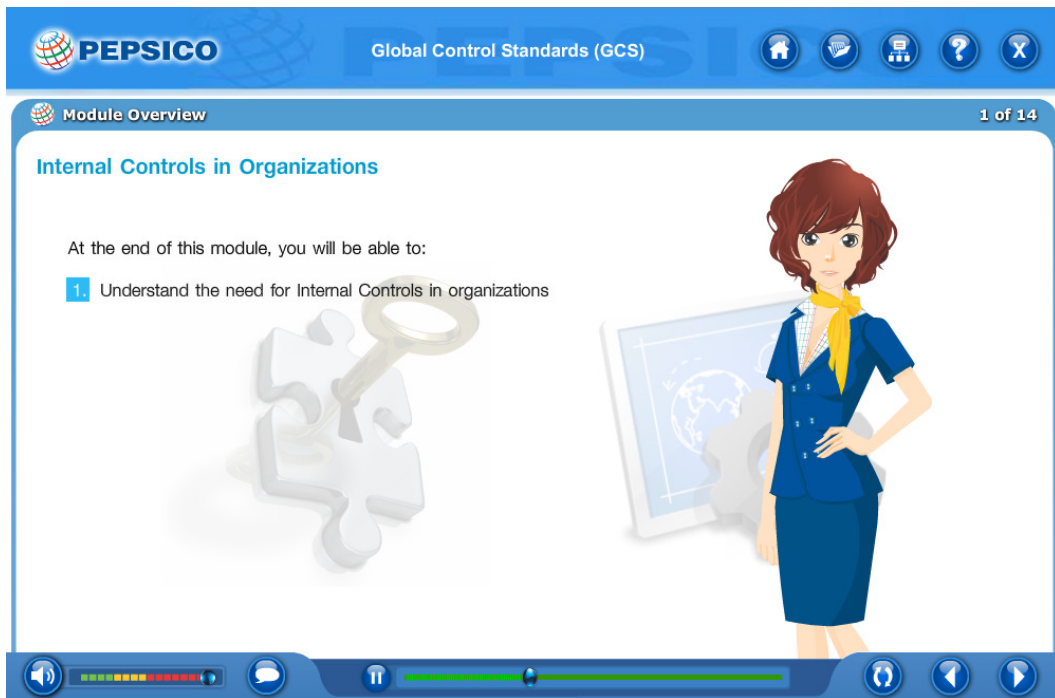 PEPSICO
Global Control Standards (GCS)
Module Overview
1 of 14
Internal Controls in Organizations
At the end of this module, you will be able to:
1. Understand the need for Internal Controls in organizations